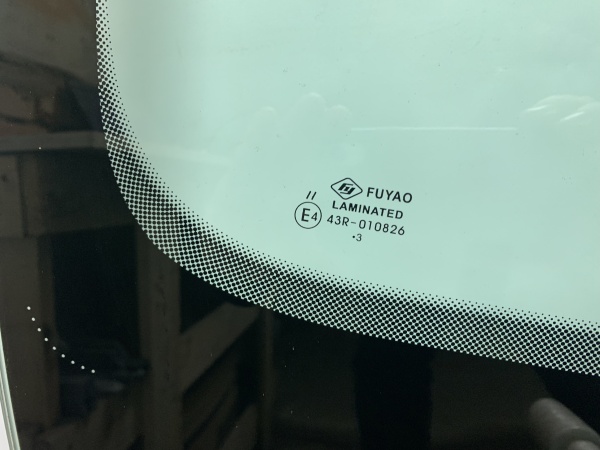 FUYAO
LAMINATED
II
E4 43R-010826
.3